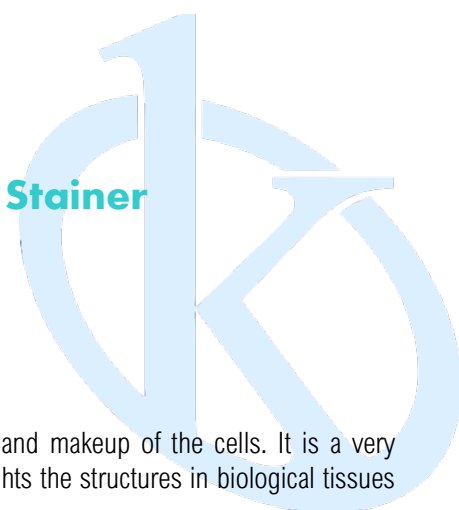 Stainer
and makeup of the cells. It is a very
hts the structures in biological tissues